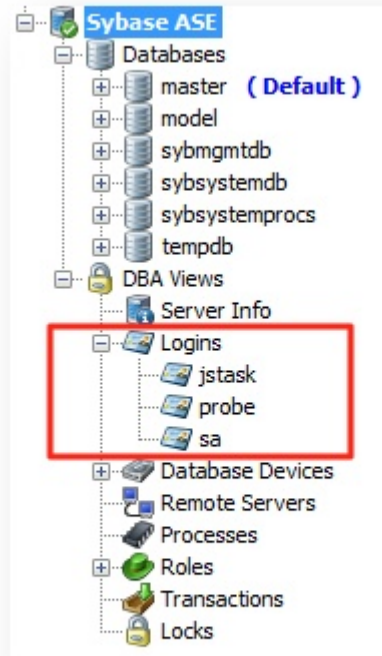 Sybase ASE
Databases
master ( Default )
model
sybmgmtdb
sybsystemdb
sybsystemprocs
tempdb
DBA Views
Server Info
Logins
jstask
probe
sa
Database Devices
Remote Servers
Processes
Roles
Transactions
Locks